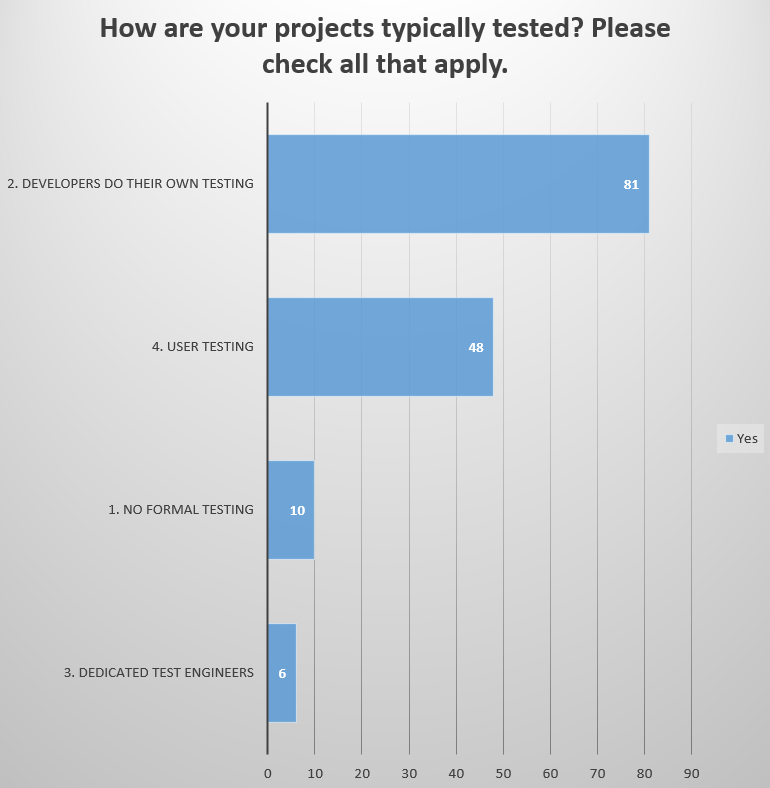 How are your projects typically tested? Please
check all that apply.
2. DEVELOPERS DO THEIR OWN TESTING
81
4. USER TESTING
48
1. NO FORMAL TESTING
10
3. DEDICATED TEST ENGINEERS
6
Yes
0 10 20 30 40 50 60 70 80 90